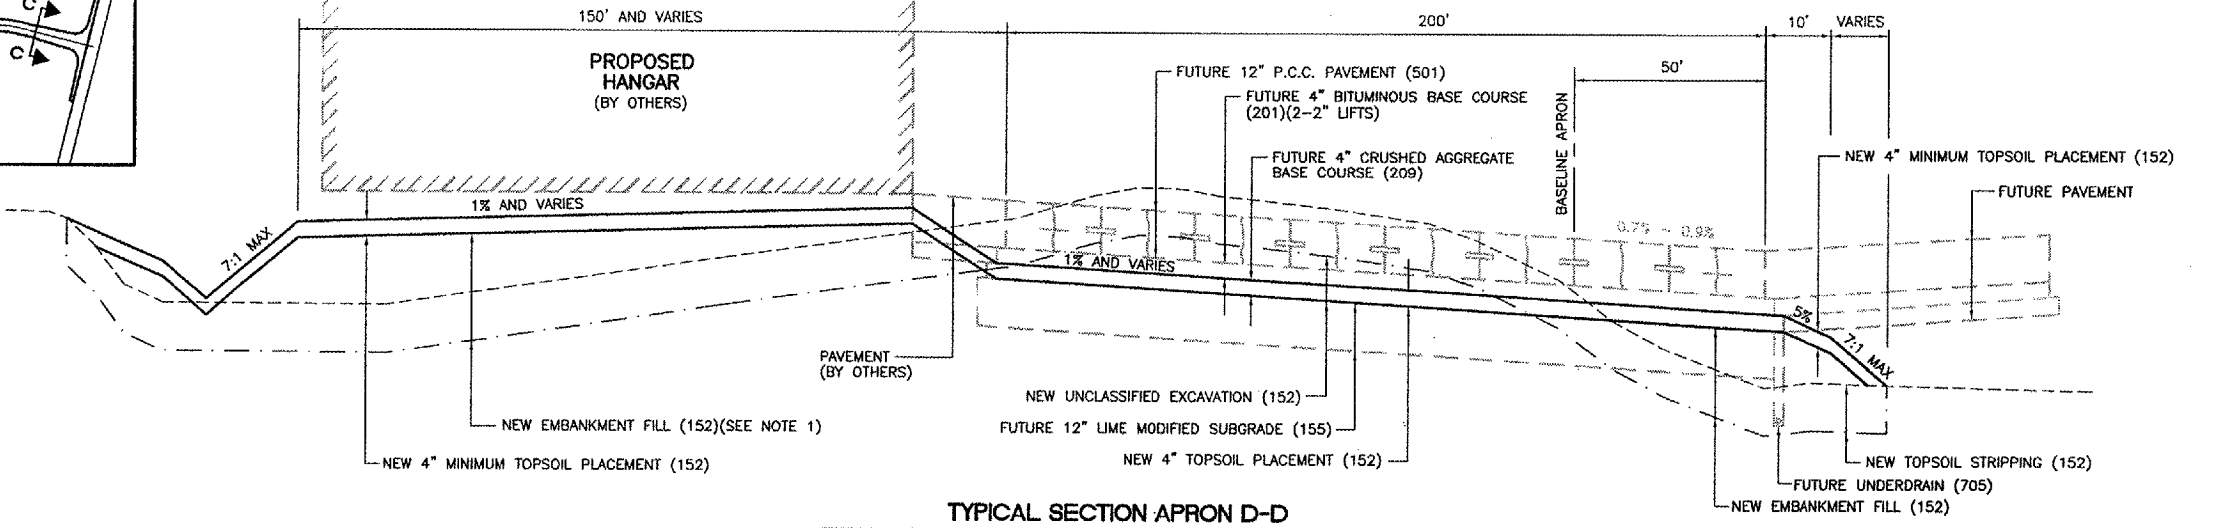 C
C
150' AND VARIES
200'
10'
VARIES
PROPOSED
HANGAR
(BY OTHERS)
FUTURE 12" P.C.C. PAVEMENT (501)
50'
FUTURE 4" BITUMINOUS BASE COURSE
(201)(2-2" LIFTS)
BASELINE APRON
FUTURE 4" CRUSHED AGGREGATE
BASE COURSE (209)
NEW 4" MINIMUM TOPSOIL PLACEMENT (152)
FUTURE PAVEMENT
1% AND VARIES
7:1 MAX
0.7% - 0.9%
1% AND VARIES
5%
7:1 MAX
PAVEMENT
(BY OTHERS)
NEW UNCLASSIFIED EXCAVATION (152)
NEW EMBANKMENT FILL (152)(SEE NOTE 1)
FUTURE 12" LIME MODIFIED SUBGRADE (155)
NEW 4" MINIMUM TOPSOIL PLACEMENT (152)
NEW 4" TOPSOIL PLACEMENT (152)
NEW TOPSOIL STRIPPING (152)
FUTURE UNDERDRAIN (705)
NEW EMBANKMENT FILL (152)
TYPICAL SECTION APRON D-D